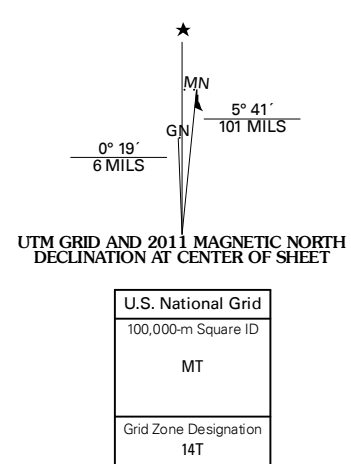 MN
5° 41´
101 MILS
GN
0° 19´
6 MILS
UTM GRID AND 2011 MAGNETIC NORTH
DECLINATION AT CENTER OF SHEET
U.S. National Grid
100,000-m Square ID
MT
Grid Zone Designation
14T